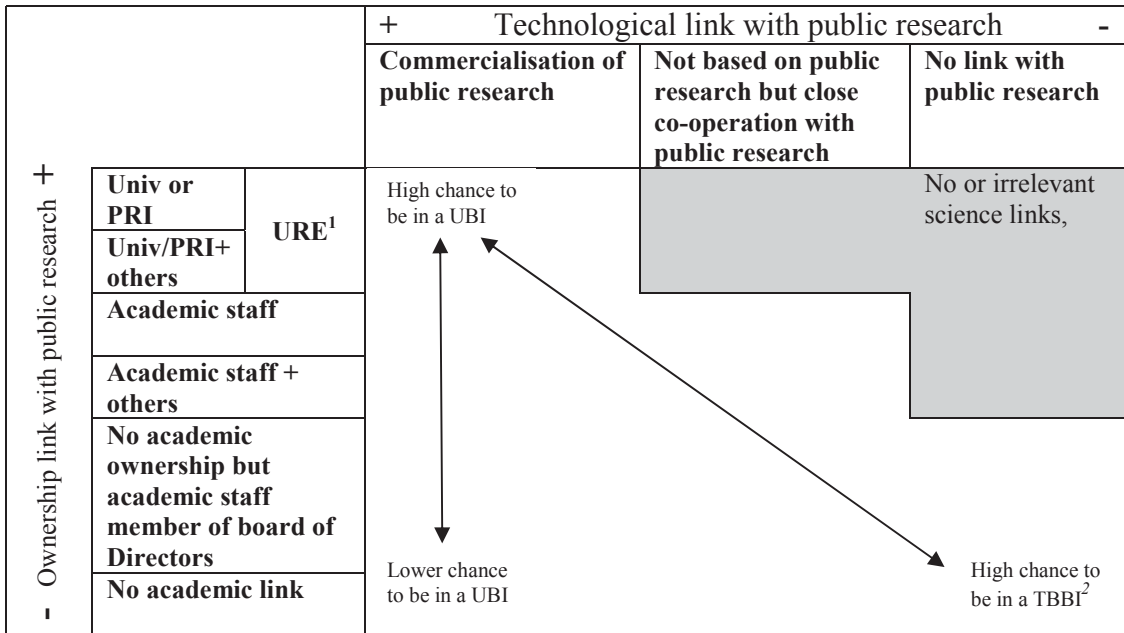 + Technological link with public research -
Commercialisation of
public research
Not based on public
research but close
co-operation with
public research
No link with
public research
- Ownership link with public research +
Univ or
PRI
URE1
Univ/PRI+
others
Academic staff
Academic staff +
others
No academic
ownership but
academic staff
member of board of
Directors
No academic link
High chance to
be in a UBI
No or irrelevant
science links,
Lower chance
to be in a UBI
High chance to
be in a TBBI2